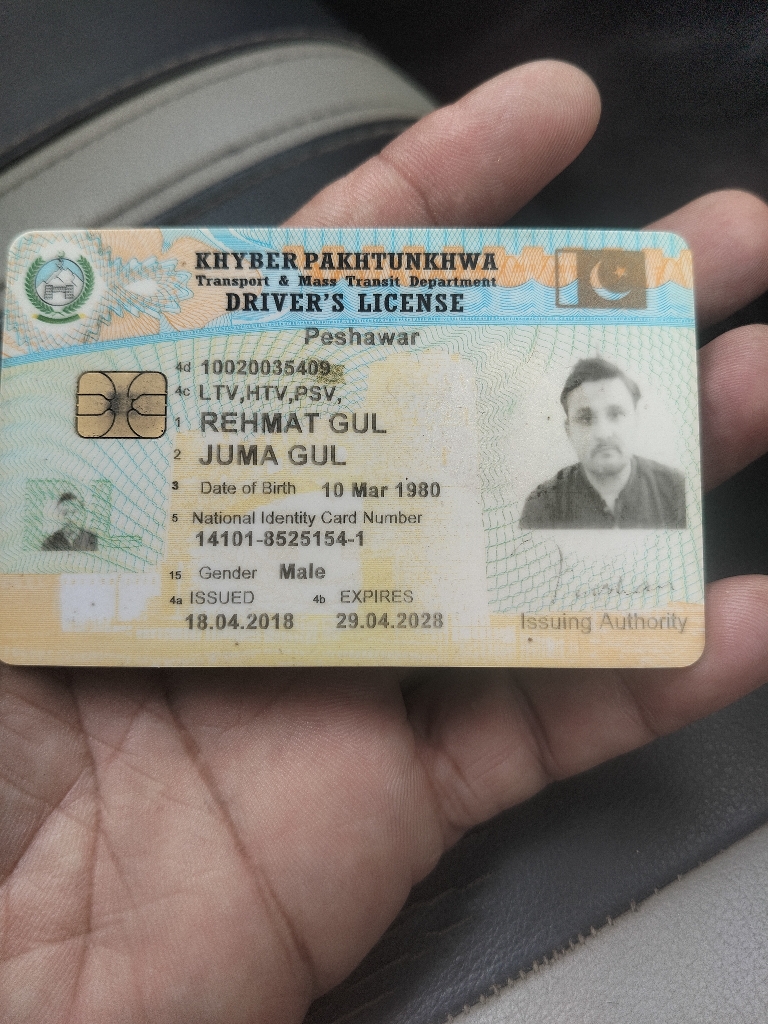 KHYBER PAKHTUNKHWA
Transport & Mass Transit Department
DRIVER'S LICENSE
Peshawar
4d 10020035409
4c LTV,HTV,PSV,
1 REHMAT GUL
2 JUMA GUL
3 Date of Birth 10 Mar 1980
5 National Identity Card Number
14101-8525154-1
15 Gender Male
4a ISSUED 4b EXPIRES
18.04.2018 29.04.2028
Issuing Authority